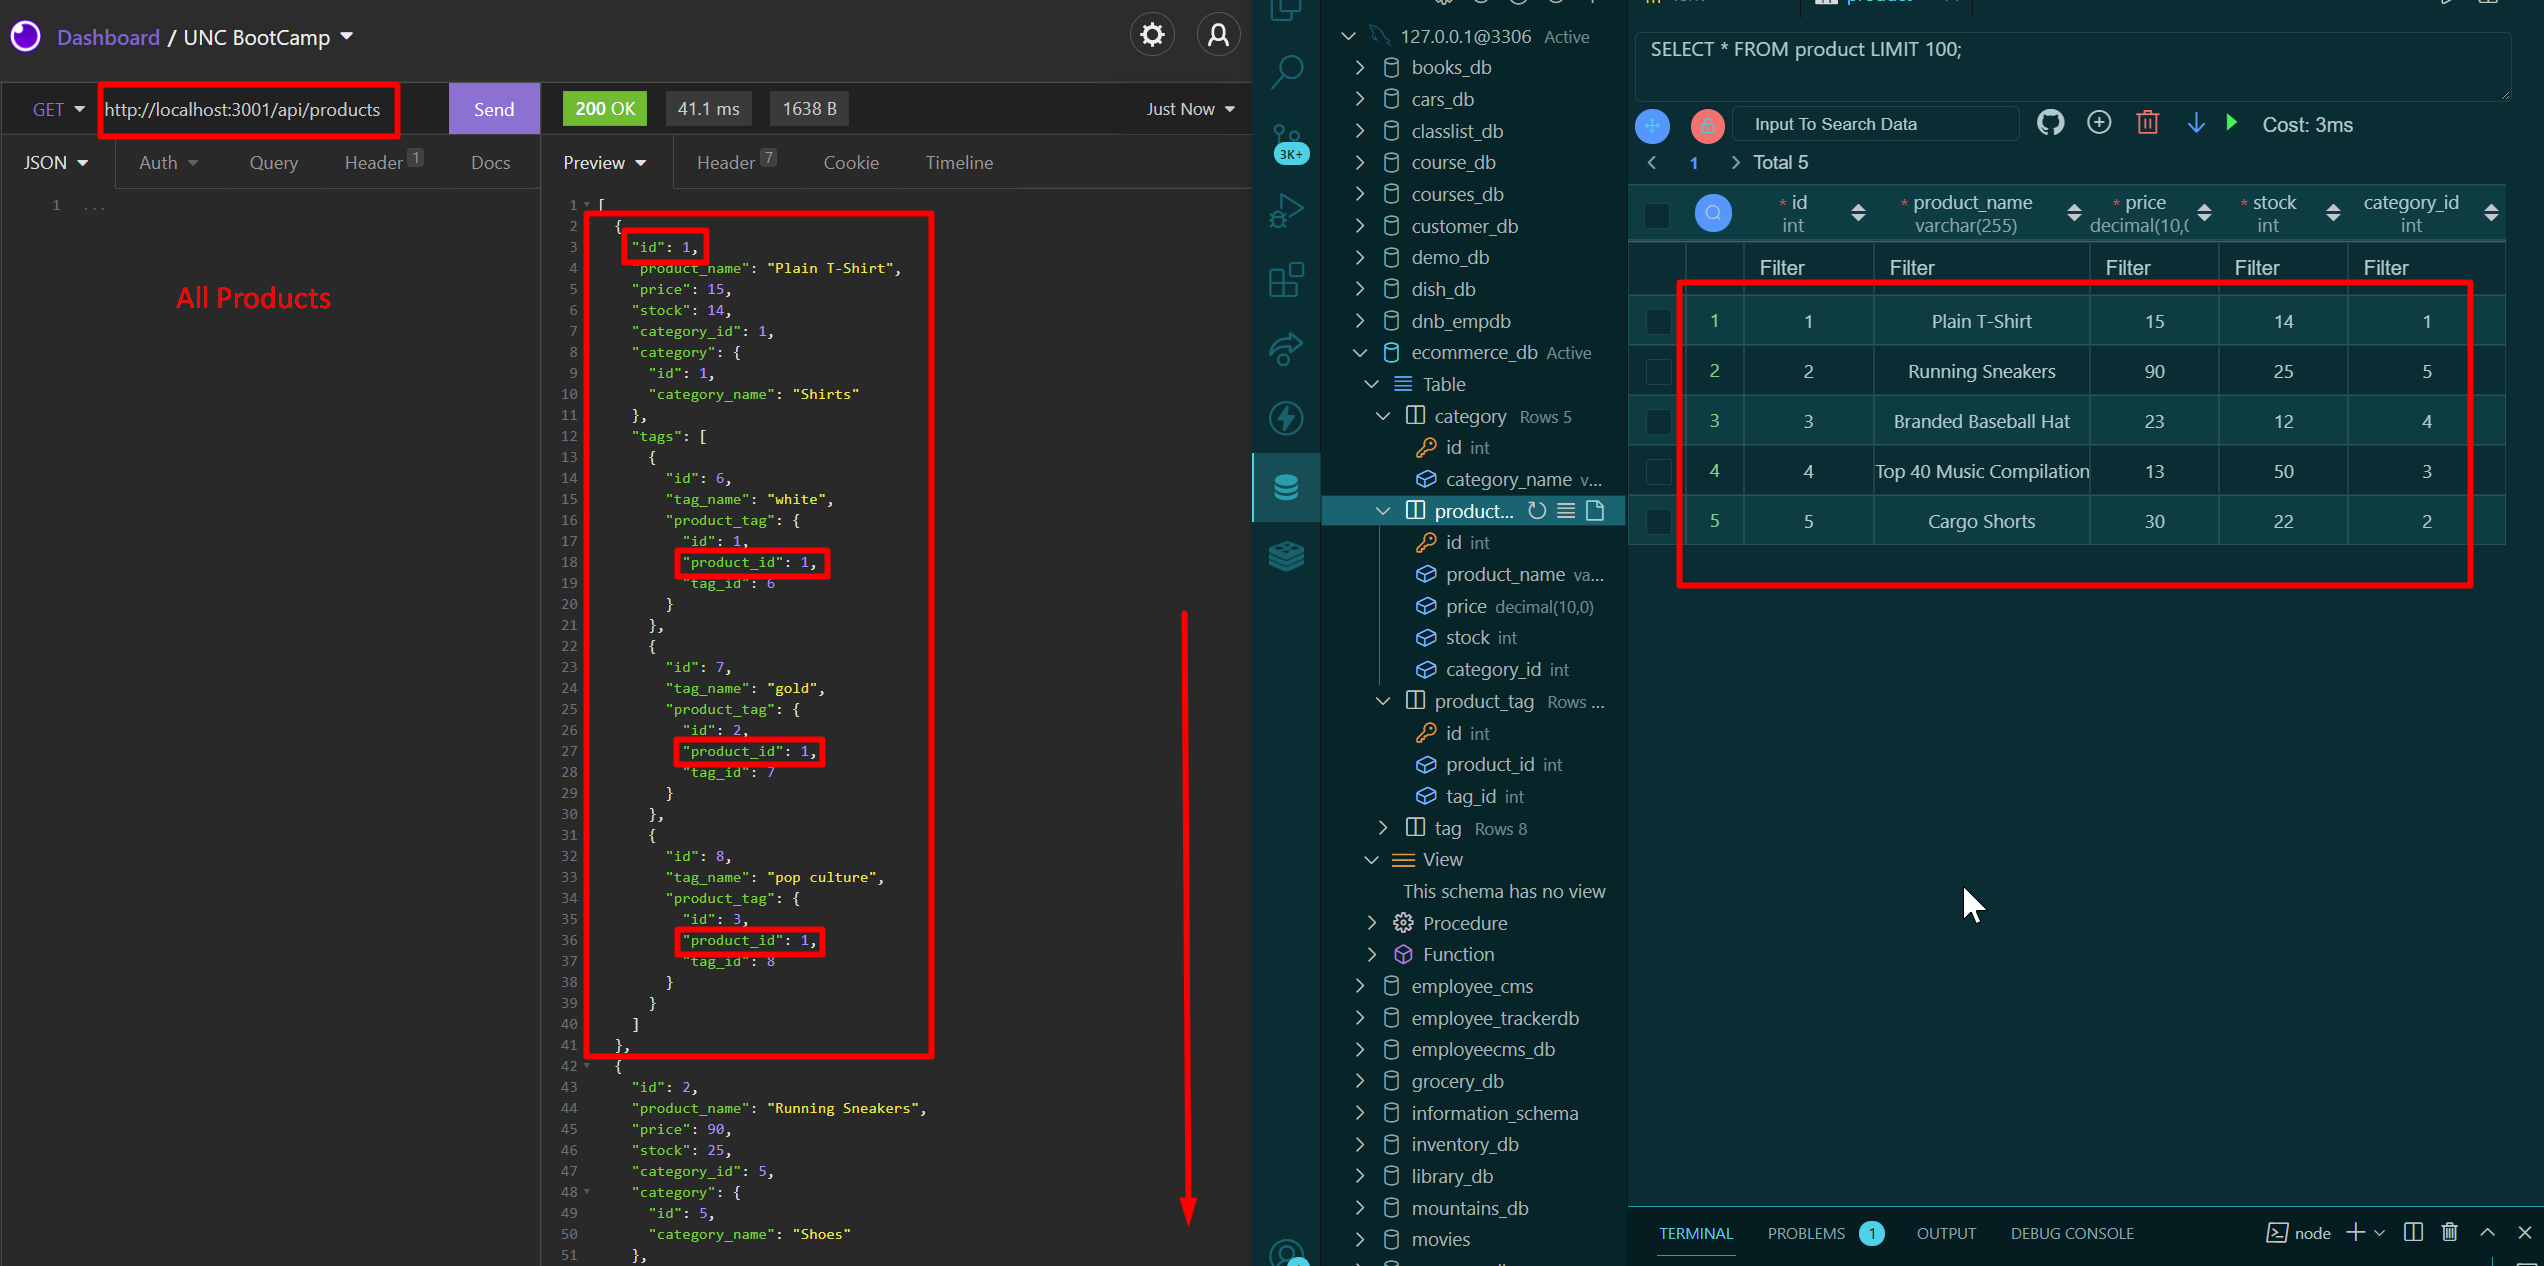 Dashboard / UNC BootCamp
GET http://localhost:3001/api/products Send
200 OK 41.1 ms 1638 B Just Now
JSON Auth Query Header 1 Docs
Preview Header 7 Cookie Timeline
1 ...
All Products
1 [
2 {
3 "id": 1,
4 "product_name": "Plain T-Shirt",
5 "price": 15,
6 "stock": 14,
7 "category_id": 1,
8 "category": {
9 "id": 1,
10 "category_name": "Shirts"
11 },
12 "tags": [
13 {
14 "id": 6,
15 "tag_name": "white",
16 "product_tag": {
17 "id": 1,
18 "product_id": 1,
19 "tag_id": 6
20 }
21 },
22 {
23 "id": 7,
24 "tag_name": "gold",
25 "product_tag": {
26 "id": 2,
27 "product_id": 1,
28 "tag_id": 7
29 }
30 },
31 {
32 "id": 8,
33 "tag_name": "pop culture",
34 "product_tag": {
35 "id": 3,
36 "product_id": 1,
37 "tag_id": 8
38 }
39 }
40 ]
41 },
42 {
43 "id": 2,
44 "product_name": "Running Sneakers",
45 "price": 90,
46 "stock": 25,
47 "category_id": 5,
48 "category": {
49 "id": 5,
50 "category_name": "Shoes"
51 },
3K+
127.0.0.1@3306 Active
books_db
cars_db
classlist_db
course_db
courses_db
customer_db
demo_db
dish_db
dnb_empdb
ecommerce_db Active
Table
category Rows 5
id int
category_name v...
product...
id int
product_name va...
price decimal(10,0)
stock int
category_id int
product_tag Rows ...
id int
product_id int
tag_id int
tag Rows 8
View
This schema has no view
Procedure
Function
employee_cms
employee_trackerdb
employeecms_db
grocery_db
information_schema
inventory_db
library_db
mountains_db
movies
SELECT * FROM product LIMIT 100;
Input To Search Data Cost: 3ms
1 Total 5
* id * product_name * price * stock category_id
int varchar(255) decimal(10,( int int
Filter Filter Filter Filter Filter
1 1 Plain T-Shirt 15 14 1
2 2 Running Sneakers 90 25 5
3 3 Branded Baseball Hat 23 12 4
4 4 Top 40 Music Compilation 13 50 3
5 5 Cargo Shorts 30 22 2
TERMINAL PROBLEMS 1 OUTPUT DEBUG CONSOLE node